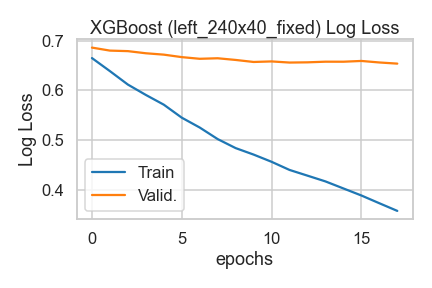 XGBoost (left_240x40_fixed) Log Loss
0.7
0.6
0.5
0.4
Log Loss
Train
Valid.
0 5 10 15
epochs